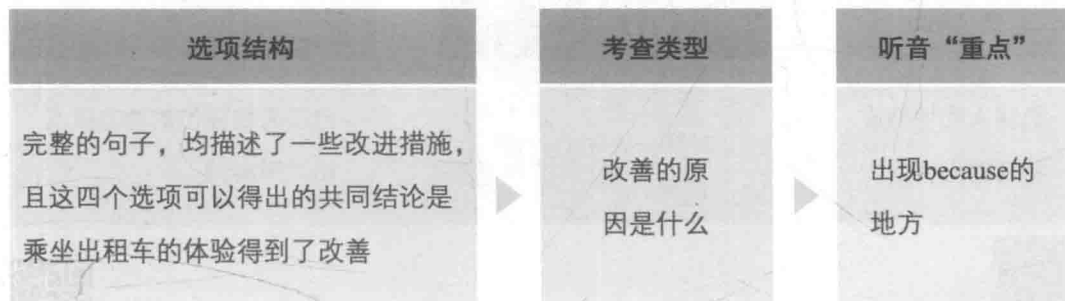 选项结构
考查类型
听音“重点”
完整的句子，均描述了一些改进措施，
且这四个选项可以得出的共同结论是
乘坐出租车的体验得到了改善
改善的原
因是什么
出现because的
地方